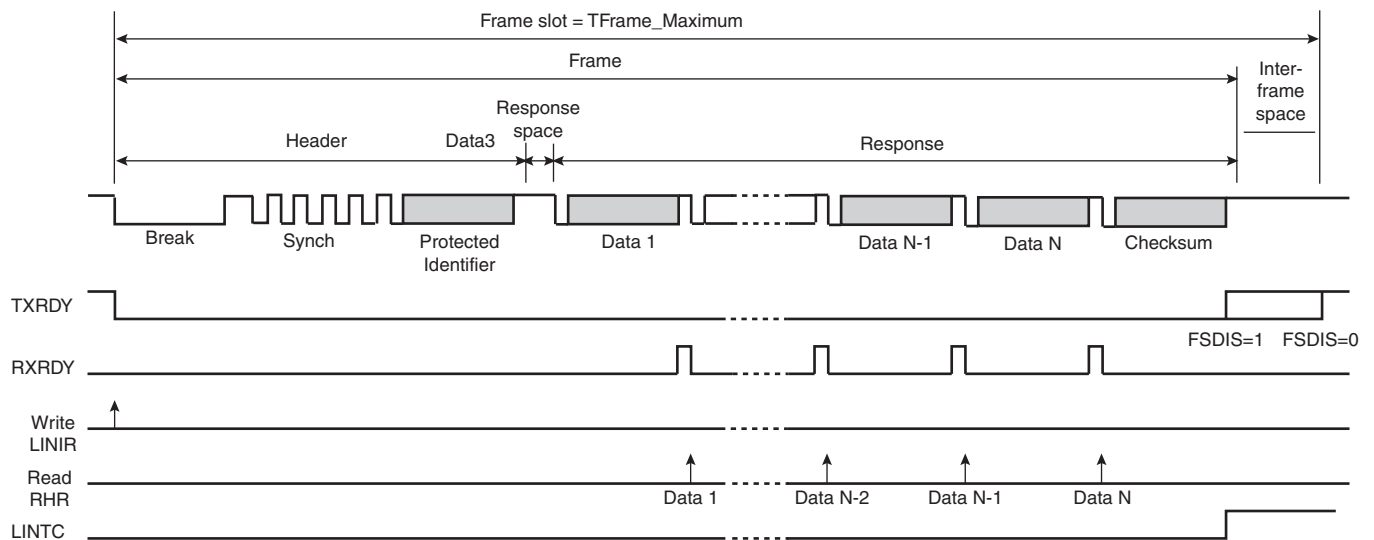 Frame slot = TFrame_Maximum
Frame
Inter-
frame
space
Response
space
Header
Data3
Response
Break
Synch
Protected
Identifier
Data 1
Data N-1
Data N
Checksum
TXRDY
FSDIS=1
FSDIS=0
RXRDY
Write
LINIR
Read
RHR
Data 1
Data N-2
Data N-1
Data N
LINTC